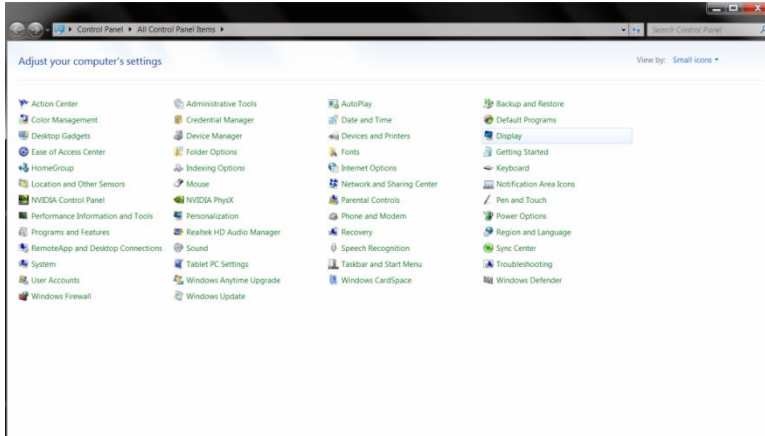 Control Panel ▸ All Control Panel Items ▸
Search Control Panel
Adjust your computer's settings
View by: Small icons
Action Center Administrative Tools AutoPlay Backup and Restore
Color Management Credential Manager Date and Time Default Programs
Desktop Gadgets Device Manager Devices and Printers Display
Ease of Access Center Folder Options Fonts Getting Started
HomeGroup Indexing Options Internet Options Keyboard
Location and Other Sensors Mouse Network and Sharing Center Notification Area Icons
NVIDIA Control Panel NVIDIA PhysX Parental Controls Pen and Touch
Performance Information and Tools Personalization Phone and Modem Power Options
Programs and Features Realtek HD Audio Manager Recovery Region and Language
RemoteApp and Desktop Connections Sound Speech Recognition Sync Center
System Tablet PC Settings Taskbar and Start Menu Troubleshooting
User Accounts Windows Anytime Upgrade Windows CardSpace Windows Defender
Windows Firewall Windows Update